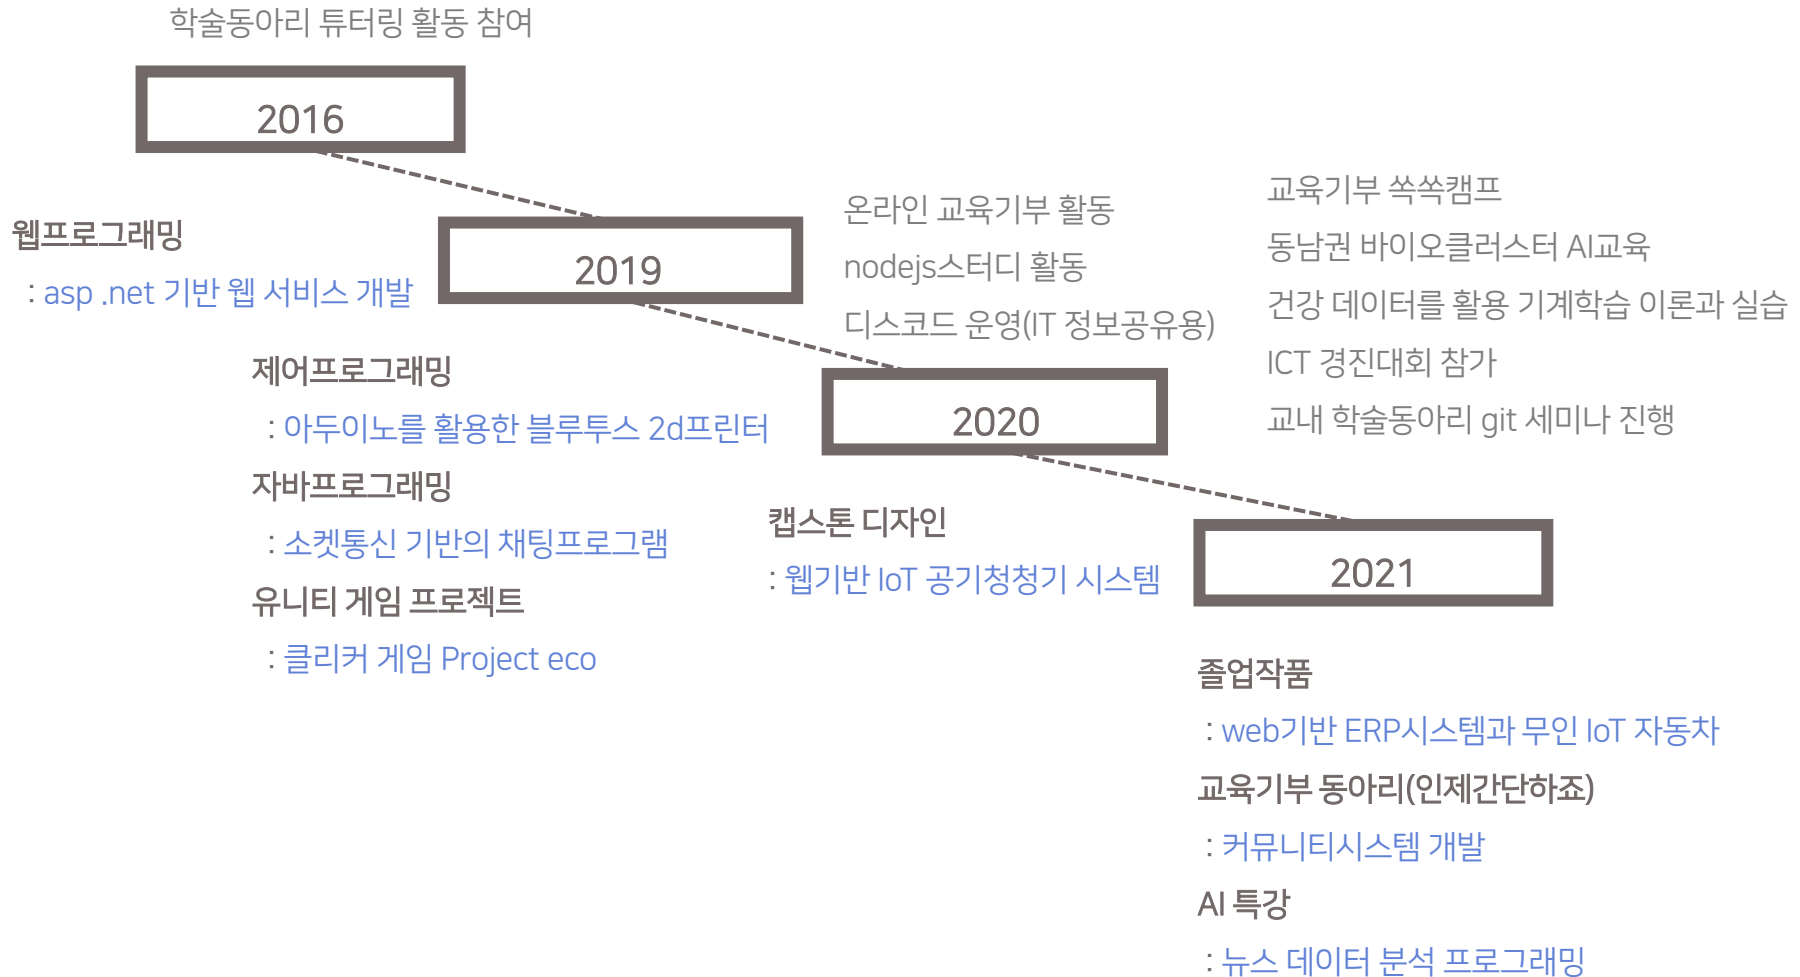 학술동아리 튜터링 활동 참여
2016
웹프로그래밍
: asp .net 기반 웹 서비스 개발
2019
제어프로그래밍
: 아두이노를 활용한 블루투스 2d프린터
자바프로그래밍
: 소켓통신 기반의 채팅프로그램
유니티 게임 프로젝트
: 클리커 게임 Project eco
온라인 교육기부 활동
nodejs스터디 활동
디스코드 운영(IT 정보공유용)
2020
캡스톤 디자인
: 웹기반 IoT 공기청청기 시스템
교육기부 쏙쏙캠프
동남권 바이오클러스터 AI교육
건강 데이터를 활용 기계학습 이론과 실습
ICT 경진대회 참가
교내 학술동아리 git 세미나 진행
2021
졸업작품
: web기반 ERP시스템과 무인 IoT 자동차
교육기부 동아리(인제간단하죠)
: 커뮤니티시스템 개발
AI 특강
: 뉴스 데이터 분석 프로그래밍